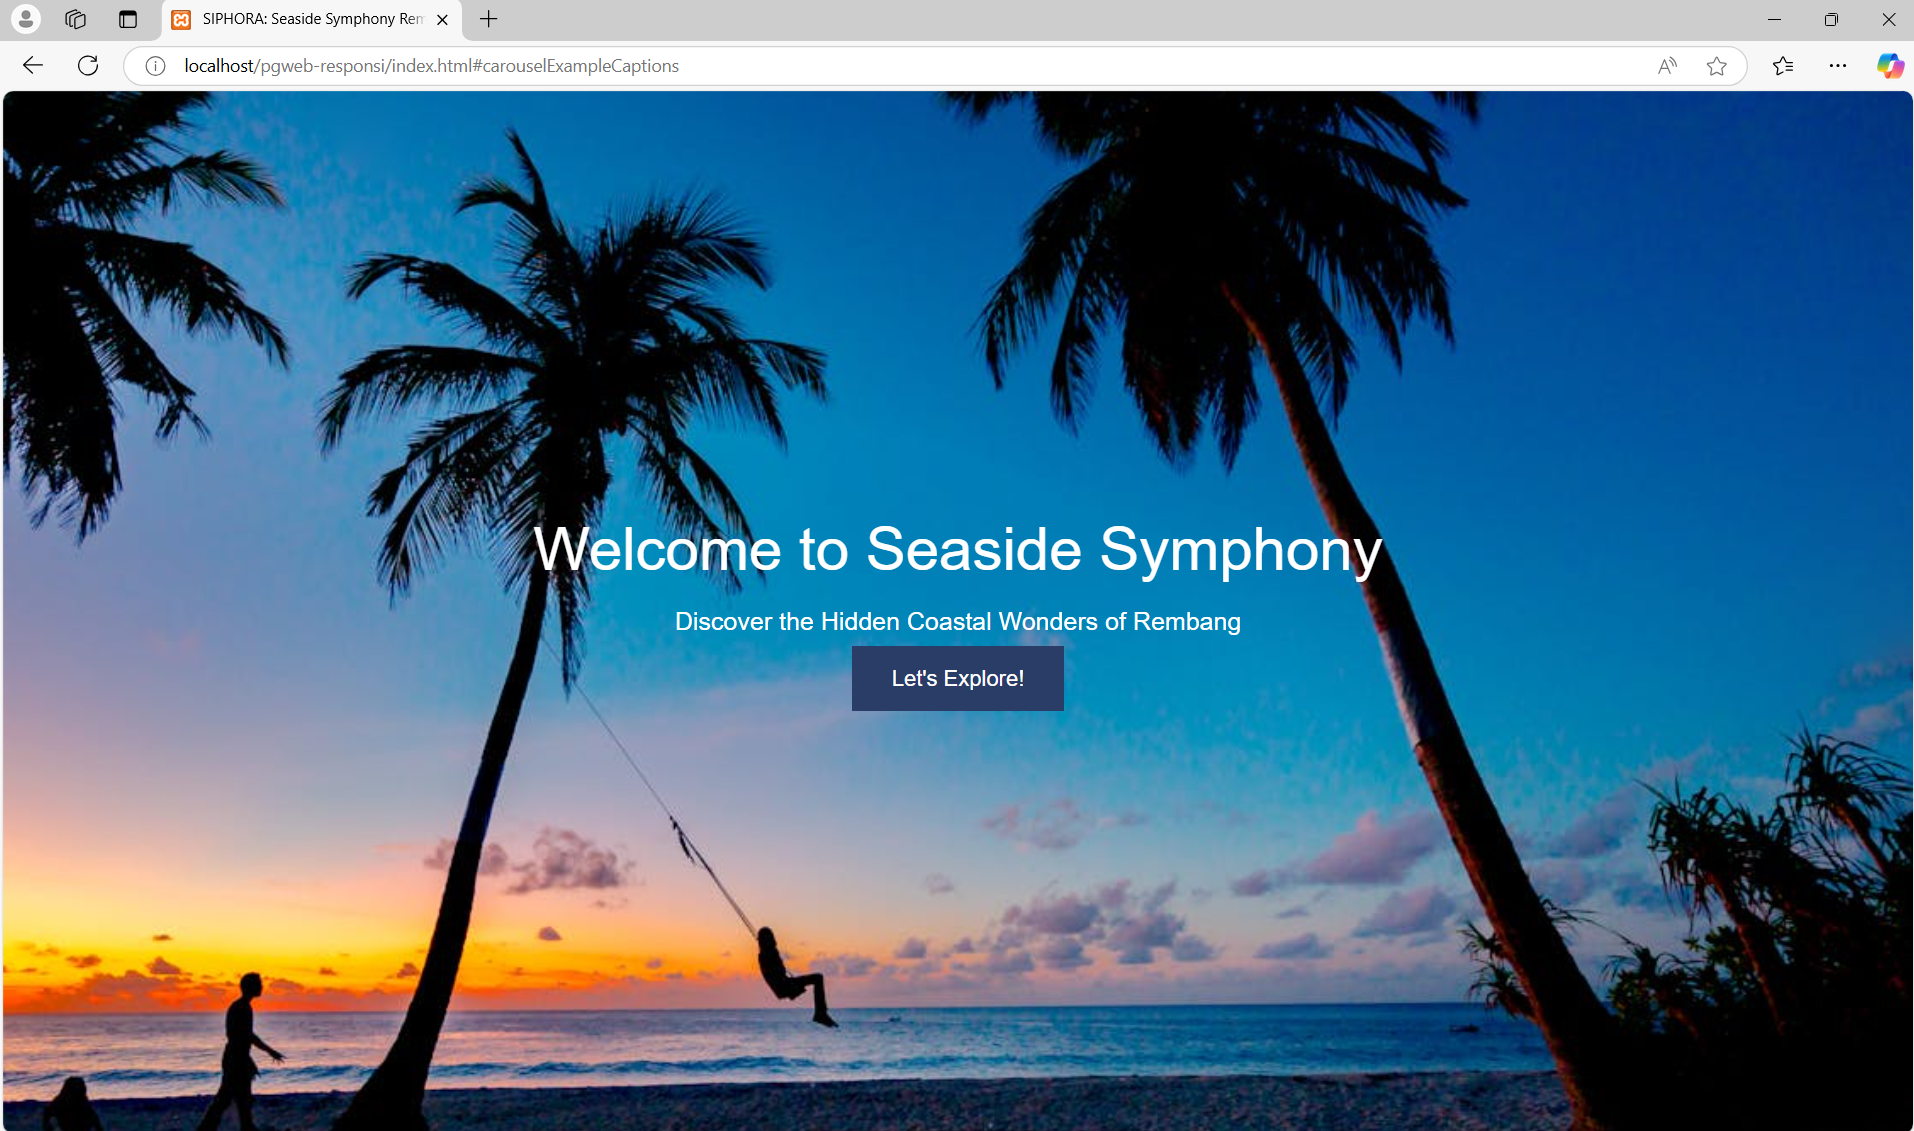 SIPHORA: Seaside Symphony Rem
localhost/pgweb-responsi/index.html#carouselExampleCaptions
Welcome to Seaside Symphony
Discover the Hidden Coastal Wonders of Rembang
Let's Explore!